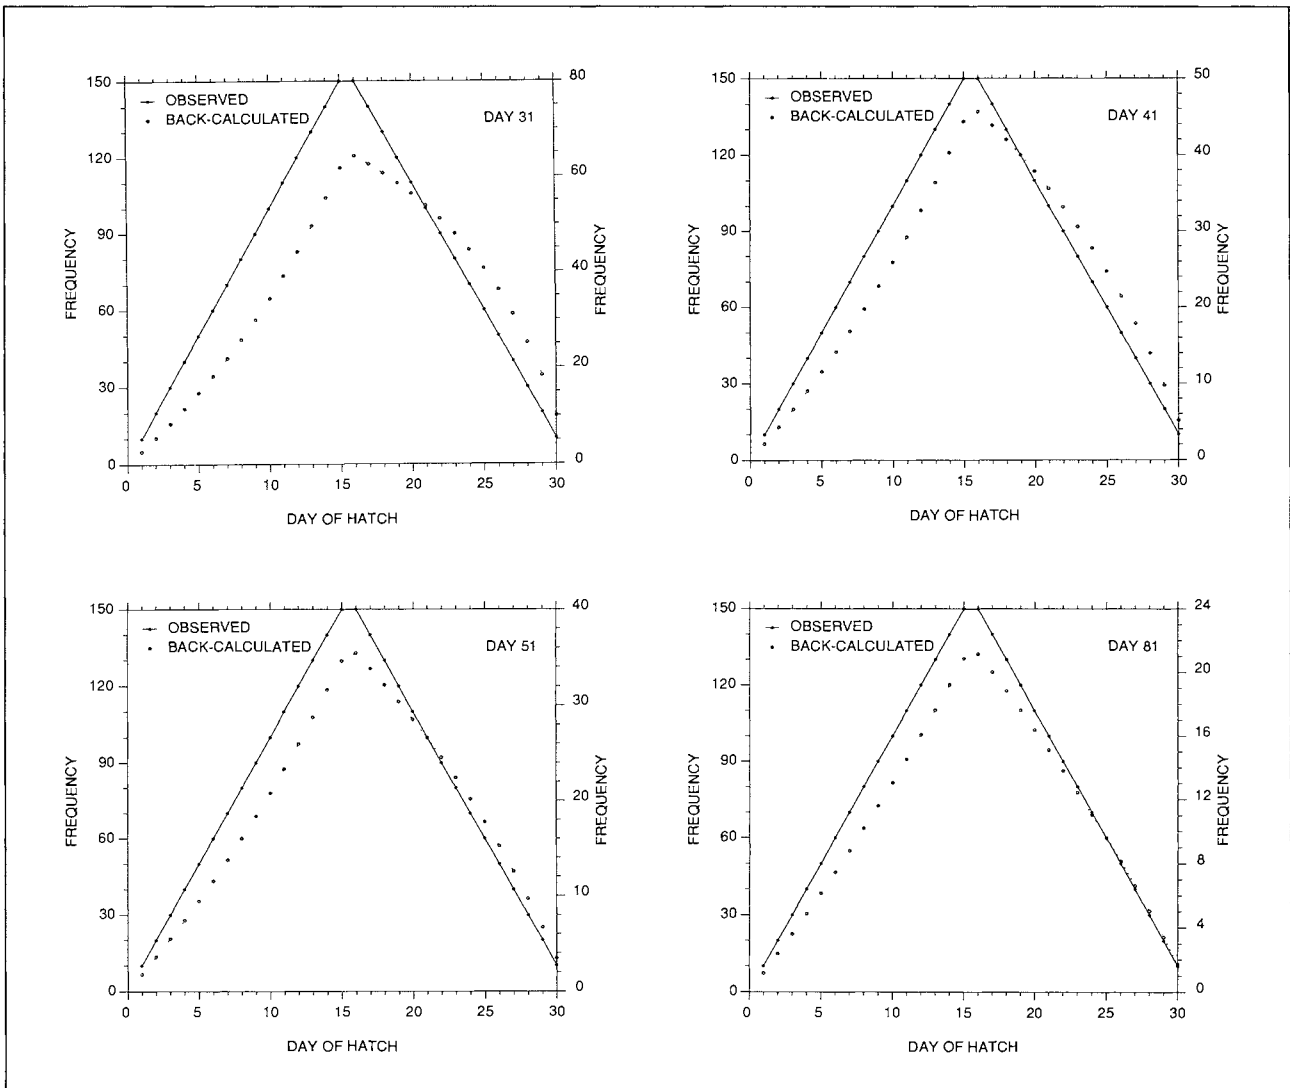 150
120
90
60
30
0
FREQUENCY
OBSERVED
BACK-CALCULATED
DAY 31
80
60
40
20
0
FREQUENCY
0 5 10 15 20 25 30
DAY OF HATCH
150
120
90
60
30
0
FREQUENCY
OBSERVED
BACK-CALCULATED
DAY 41
50
40
30
20
10
0
FREQUENCY
0 5 10 15 20 25 30
DAY OF HATCH
150
120
90
60
30
0
FREQUENCY
OBSERVED
BACK-CALCULATED
DAY 51
40
30
20
10
0
FREQUENCY
0 5 10 15 20 25 30
DAY OF HATCH
150
120
90
60
30
0
FREQUENCY
OBSERVED
BACK-CALCULATED
DAY 81
24
20
16
12
8
4
0
FREQUENCY
0 5 10 15 20 25 30
DAY OF HATCH